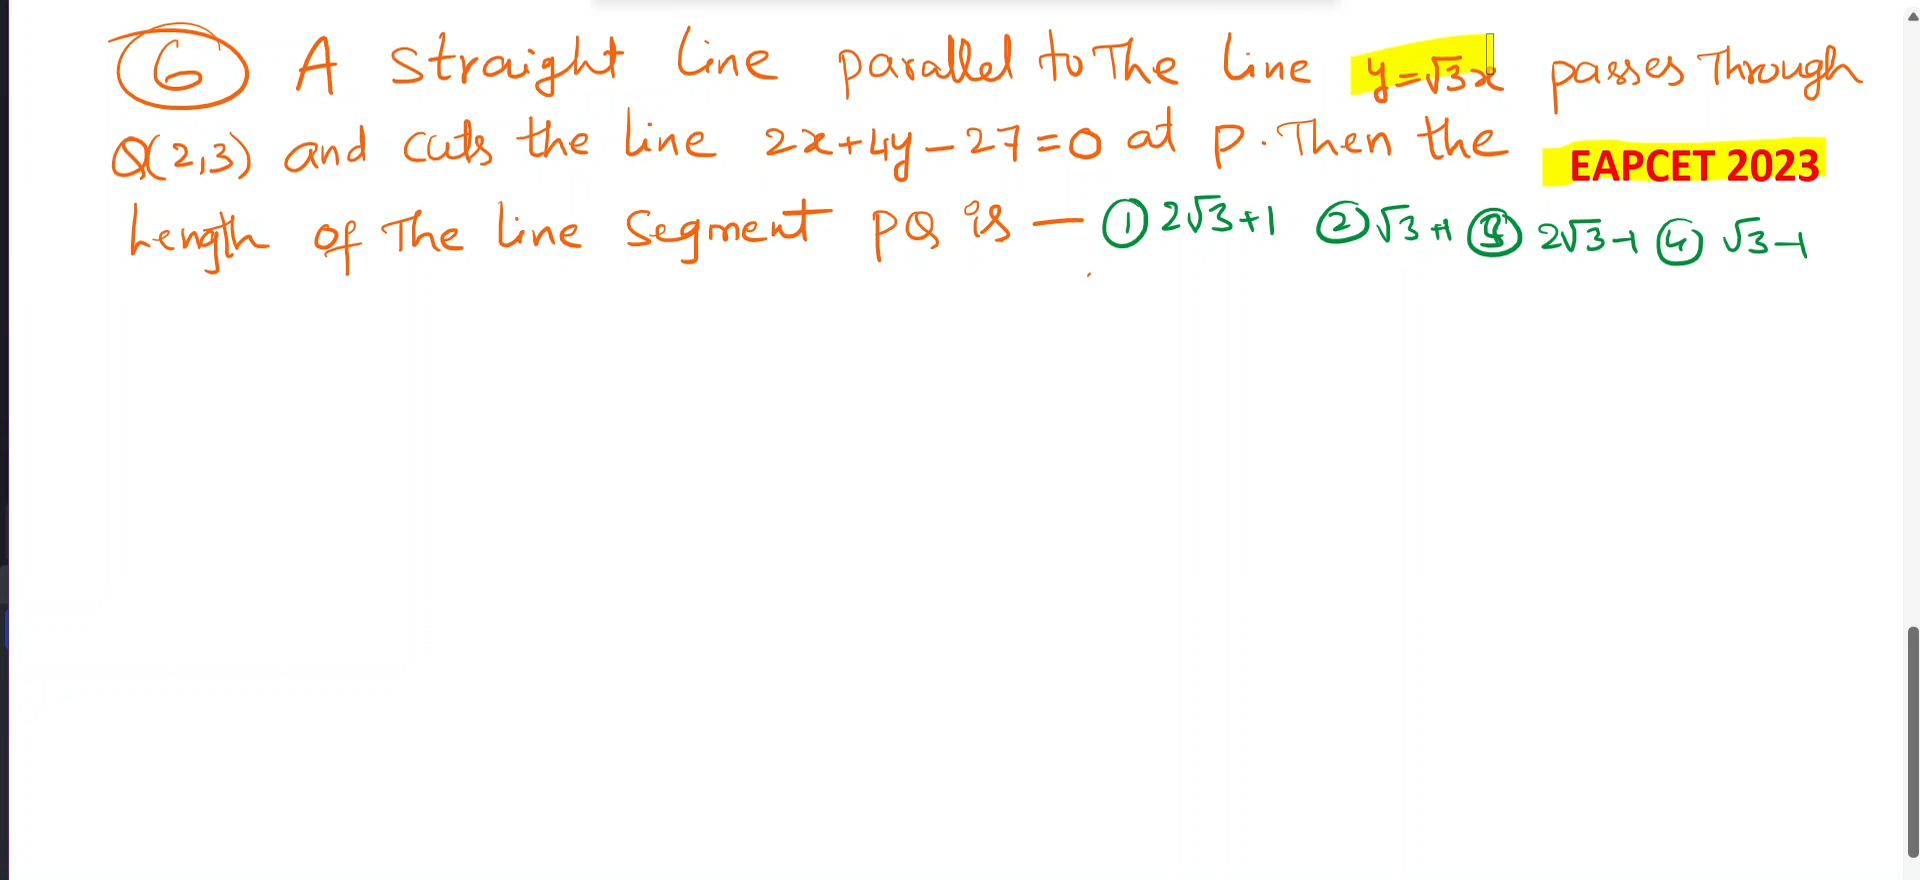 6 A straight line parallel to The line y=√3x passes Through
Q(2,3) and cuts the line 2x+4y-27=0 at p. Then the EAPCET 2023
Length of The line segment PQ is — ① 2√3+1 ② √3+1 ③ 2√3-1 ④ √3-1